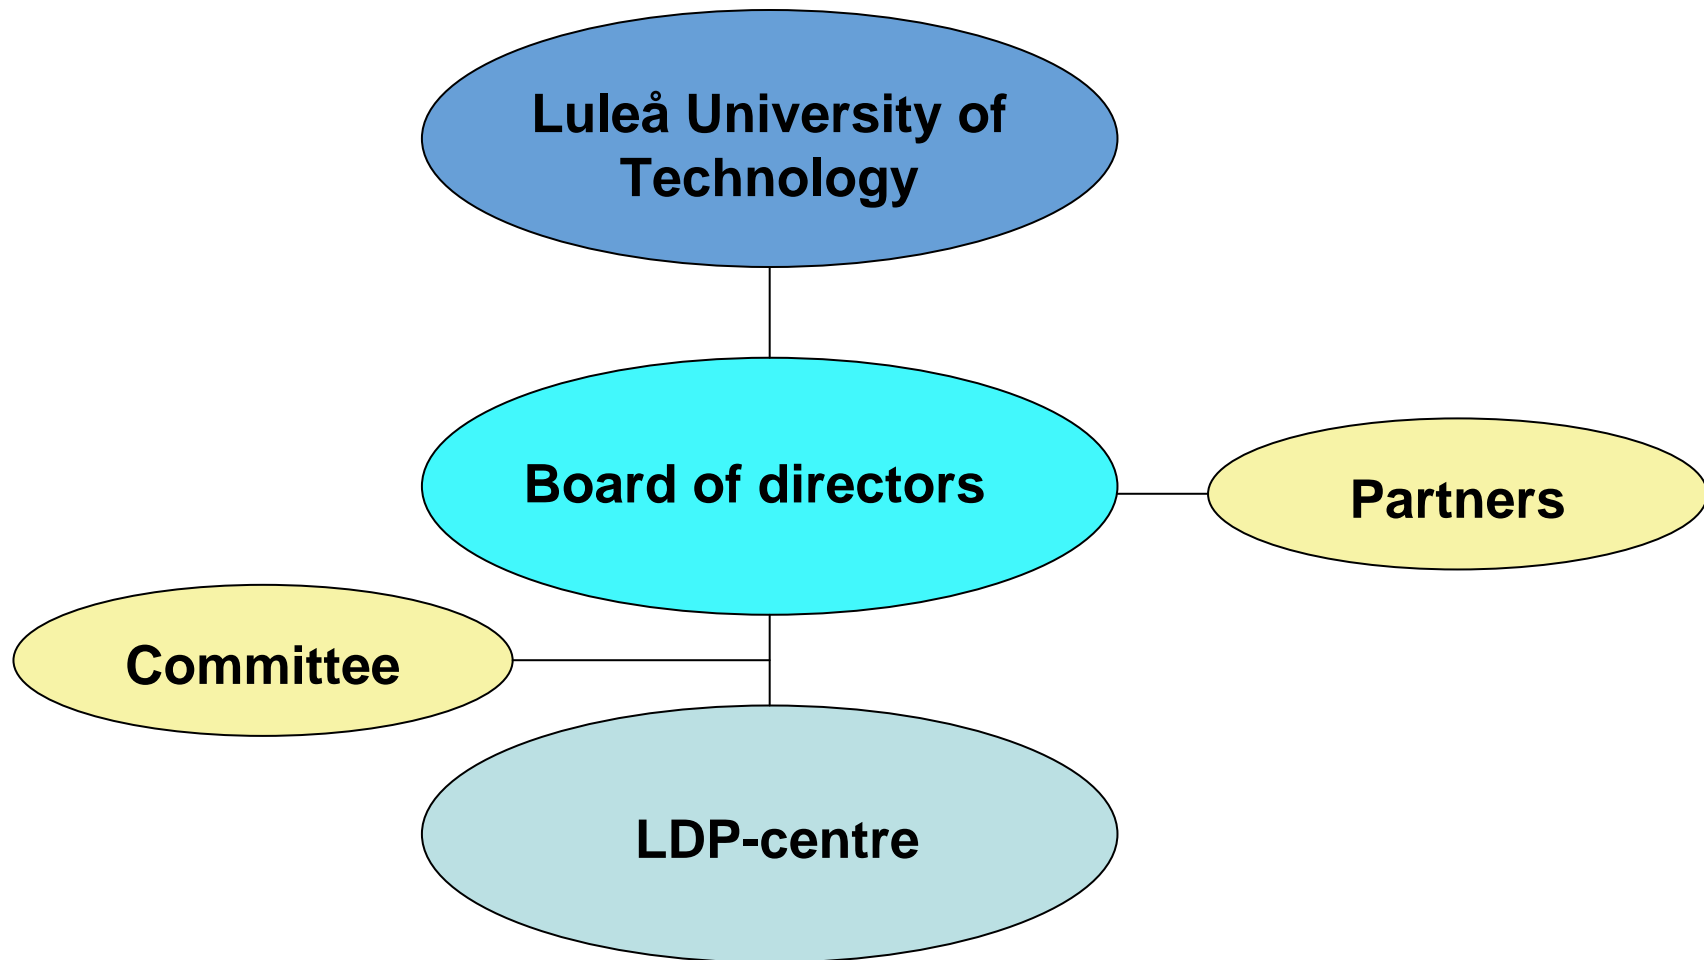 Luleå University of
Technology
Board of directors
Partners
Committee
LDP-centre